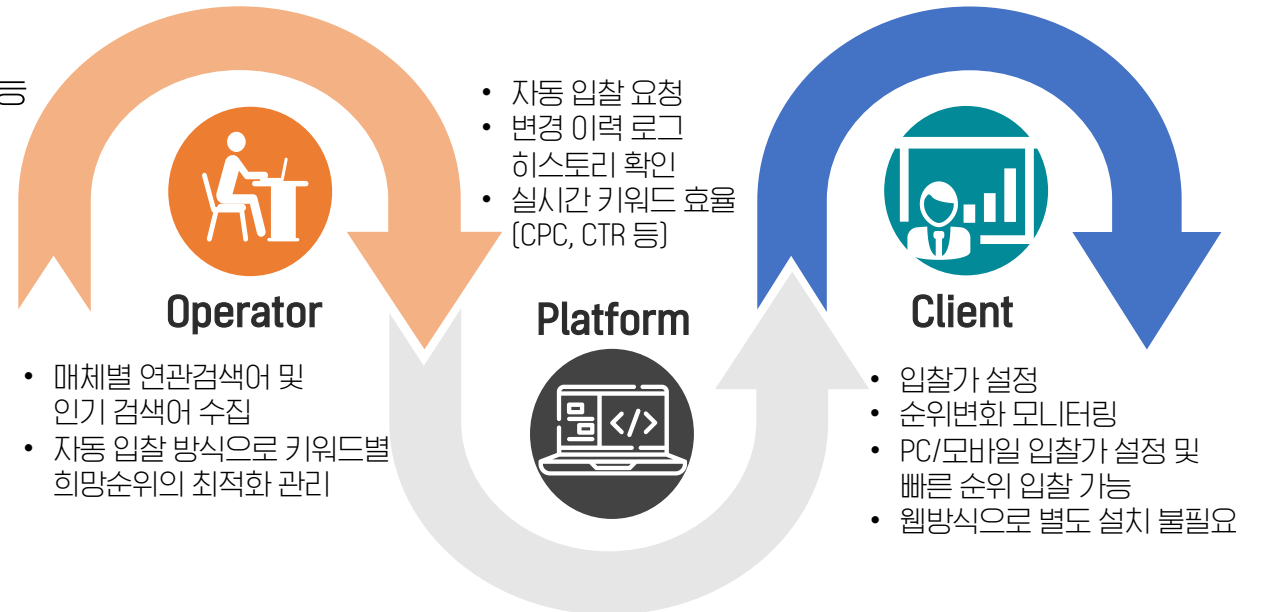 등
Operator
• 매체별 연관검색어 및
인기 검색어 수집
• 자동 입찰 방식으로 키워드별
희망순위의 최적화 관리
• 자동 입찰 요청
• 변경 이력 로그
히스토리 확인
• 실시간 키워드 효율
(CPC, CTR 등)
Platform
</>
Client
• 입찰가 설정
• 순위변화 모니터링
• PC/모바일 입찰가 설정 및
빠른 순위 입찰 가능
• 웹방식으로 별도 설치 불필요